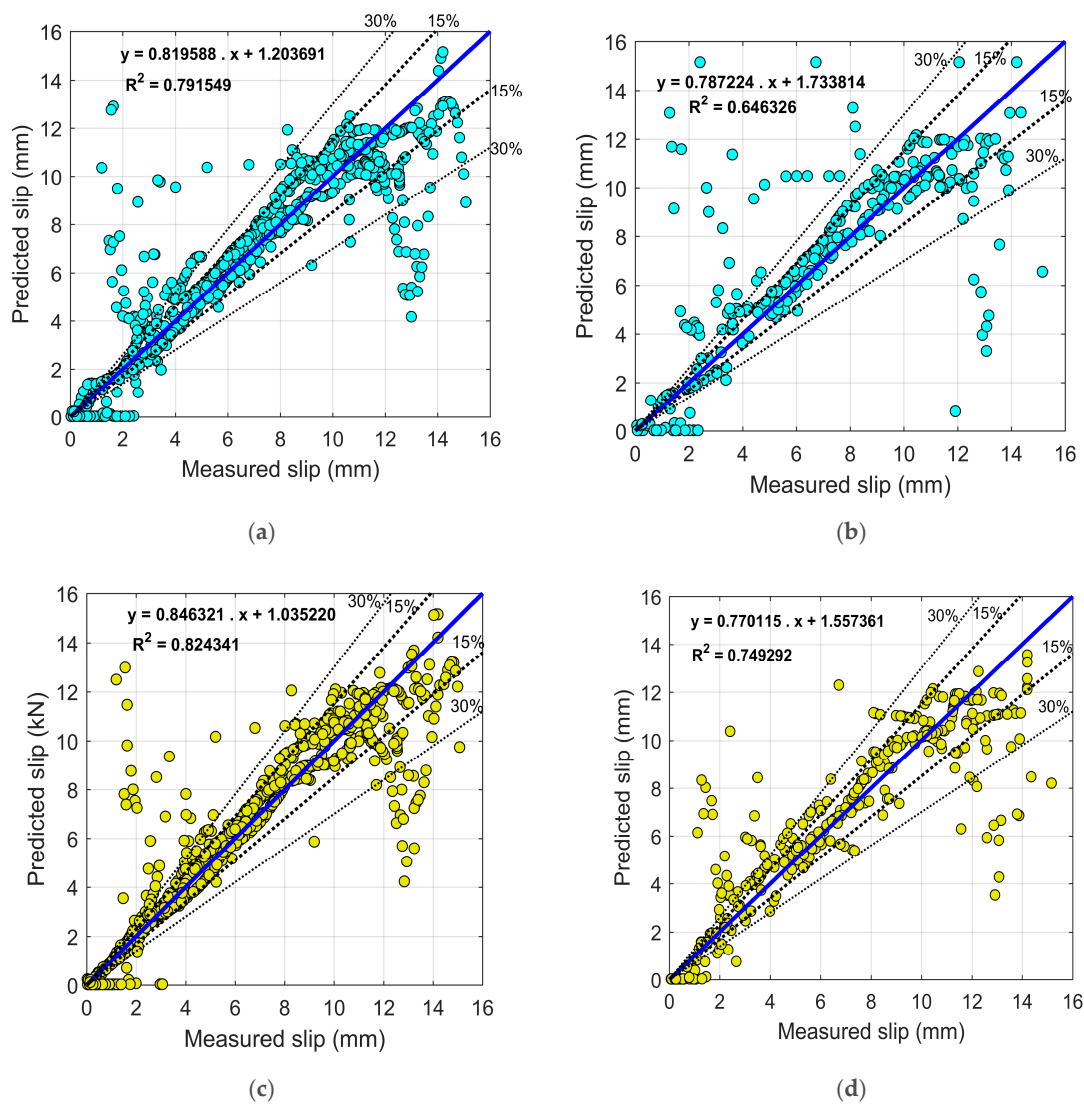 30% 15%
16
y = 0.819588 . x + 1.203691
R2 = 0.791549
14
15%
12
30%
10
8
6
4
2
0
Predicted slip (mm)
0 2 4 6 8 10 12 14 16
Measured slip (mm)
(a)
16
30% 15%
y = 0.787224 . x + 1.733814
R2 = 0.646326
14
15%
12
30%
10
8
6
4
2
0
Predicted slip (mm)
0 2 4 6 8 10 12 14 16
Measured slip (mm)
(b)
16
30% 15%
y = 0.846321 . x + 1.035220
R2 = 0.824341
14
15%
12
30%
10
8
6
4
2
0
Predicted slip (kN)
0 2 4 6 8 10 12 14 16
Measured slip (mm)
(c)
16
30% 15%
y = 0.770115 . x + 1.557361
R2 = 0.749292
14
15%
12
30%
10
8
6
4
2
0
Predicted slip (mm)
0 2 4 6 8 10 12 14 16
Measured slip (mm)
(d)